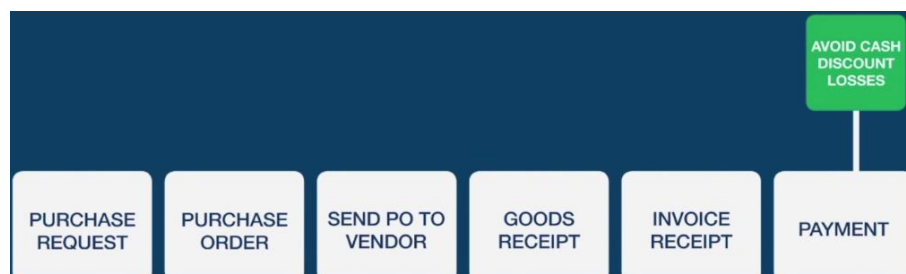 AVOID CASH
DISCOUNT
LOSSES
PURCHASE
REQUEST
PURCHASE
ORDER
SEND PO TO
VENDOR
GOODS
RECEIPT
INVOICE
RECEIPT
PAYMENT